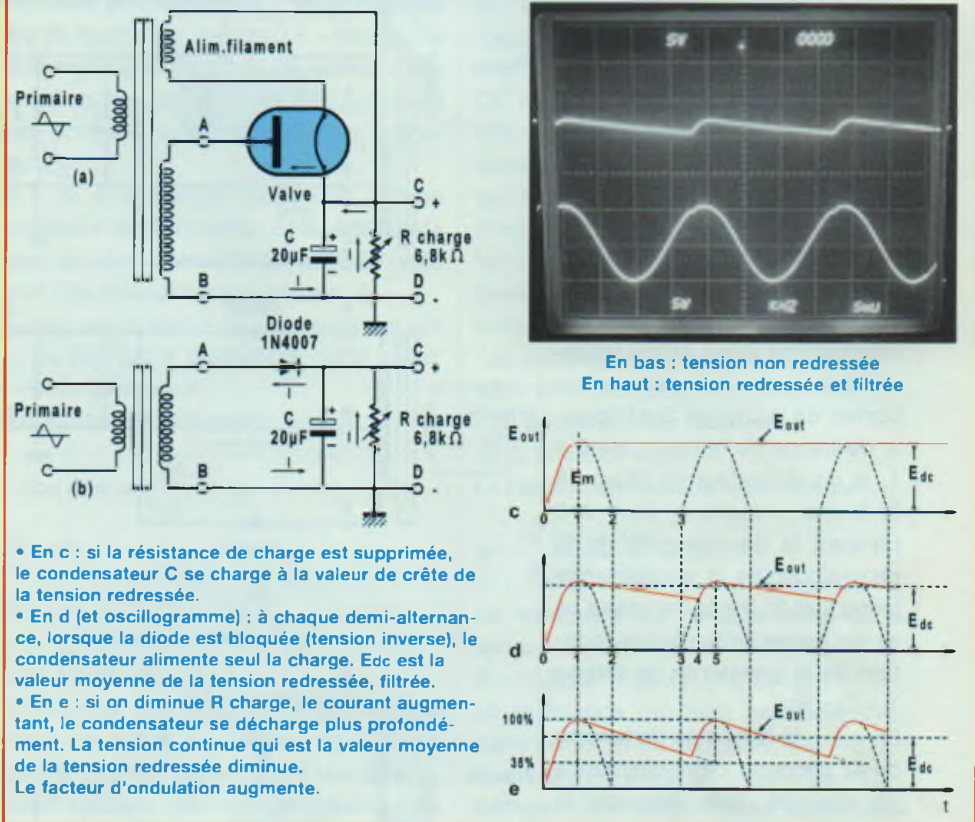 Alim.filament
Primaire
A
(a)
Valve
C
+
C
20µF
+
−
I
R charge
6,8kΩ
I
B
D
-
Diode
1N4007
A
C
+
Primaire
C
20µF
+
−
I
R charge
6,8kΩ
I
B
D
-
(b)
5V
0000
5V
En bas : tension non redressée
En haut : tension redressée et filtrée
Eout
Eout
Em
Edc
c
0
1
2
3
Eout
Edc
d
0
1
2
3
4
5
100%
Eout
Edc
e
t
• En c : si la résistance de charge est supprimée,
le condensateur C se charge à la valeur de crête de
la tension redressée.
• En d (et oscillogramme) : à chaque demi-alternan-
ce, lorsque la diode est bloquée (tension inverse), le
condensateur alimente seul la charge. Edc est la
valeur moyenne de la tension redressée, filtrée.
• En e : si on diminue R charge, le courant augmen-
tant, le condensateur se décharge plus profondé-
ment. La tension continue qui est la valeur moyenne
de la tension redressée diminue.
Le facteur d'ondulation augmente.